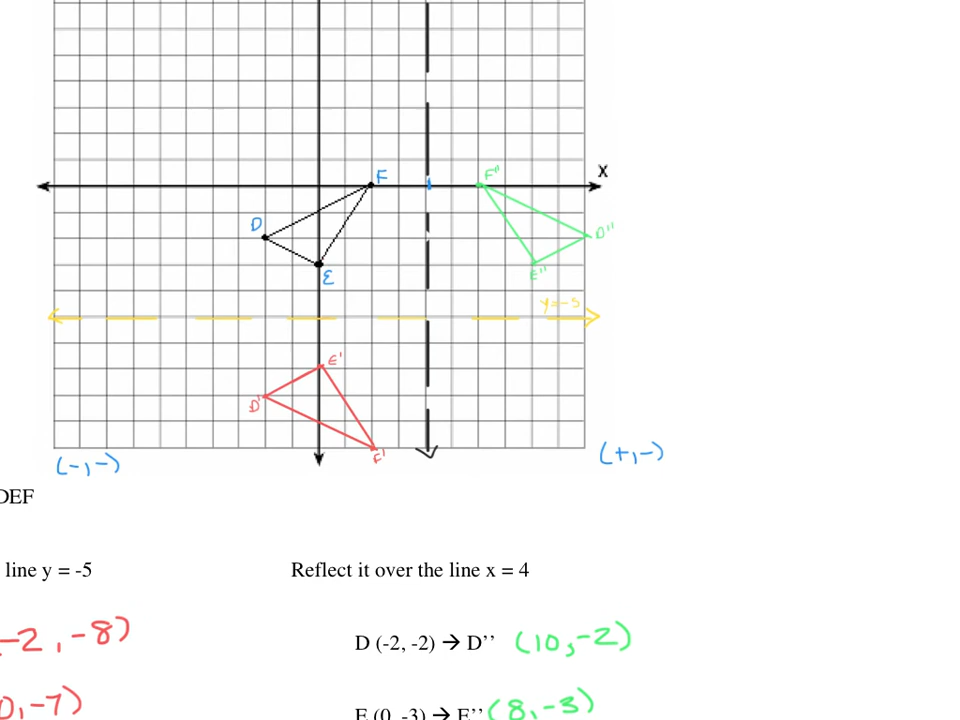 X
F
F"
D
D"
E
E"
y=-5
E'
D'
F'
(-,-)
(+,-)
DEF
line y = -5
Reflect it over the line x = 4
-2,-8)
D (-2, -2) → D’’ (10,-2)
0,-7)
E (0, -3) → E’’ (8,-3)